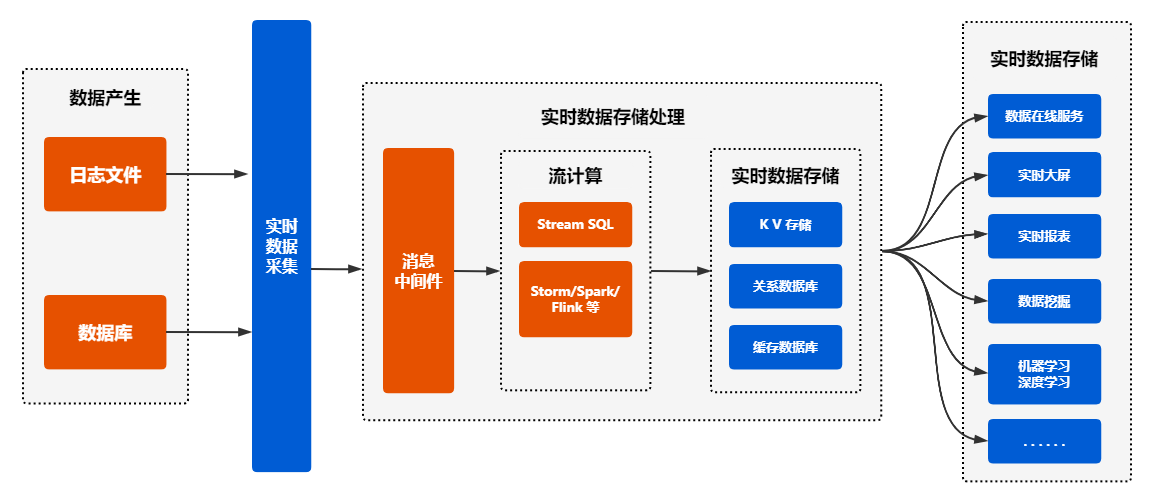 数据产生
日志文件
数据库
实时
数据
采集
实时数据存储处理
消息
中间件
流计算
Stream SQL
Storm/Spark/
Flink 等
实时数据存储
K V 存储
关系数据库
缓存数据库
实时数据存储
数据在线服务
实时大屏
实时报表
数据挖掘
机器学习
深度学习
......